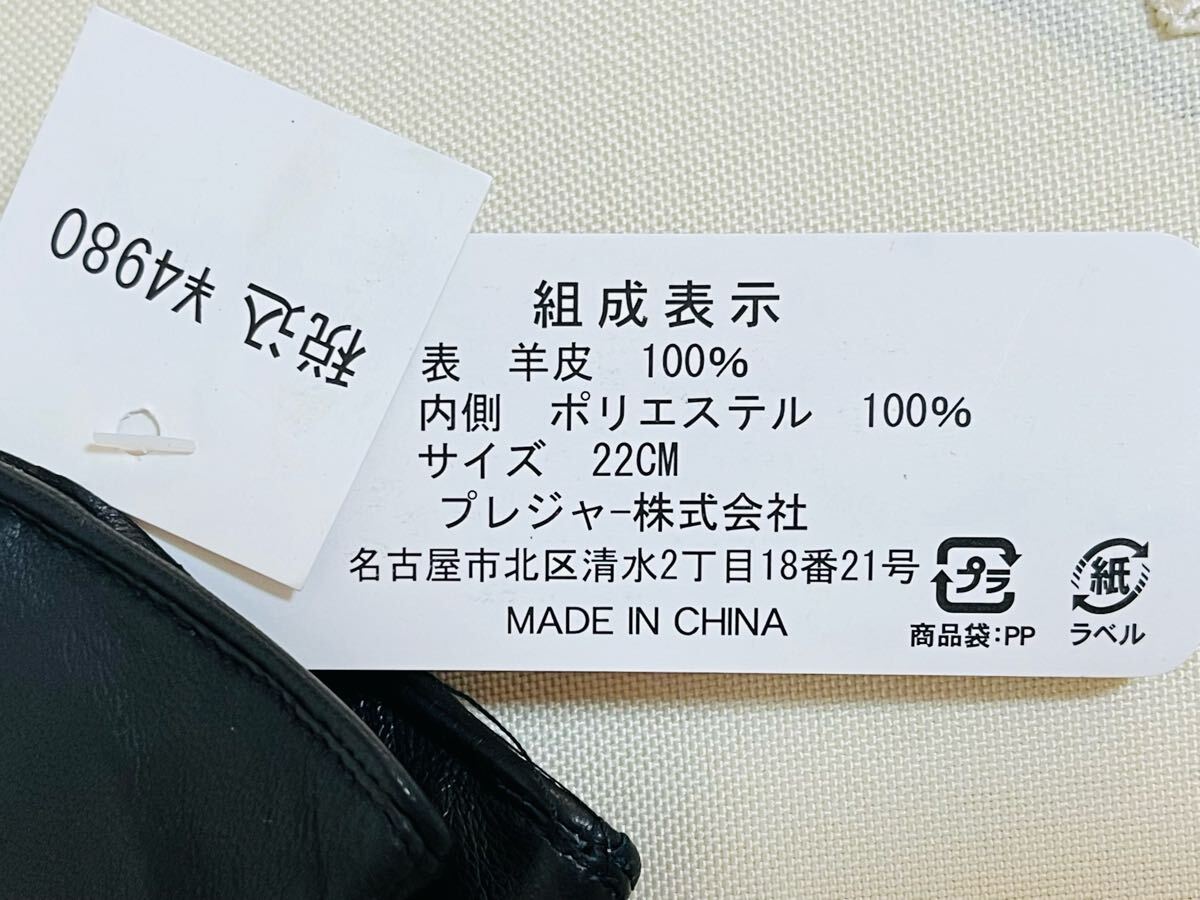 税込 ¥4980
組成表示
表 羊皮 100%
内側 ポリエステル 100%
サイズ 22CM
プレジャー株式会社
名古屋市北区清水2丁目18番21号
MADE IN CHINA
プラ
商品袋:PP
紙
ラベル